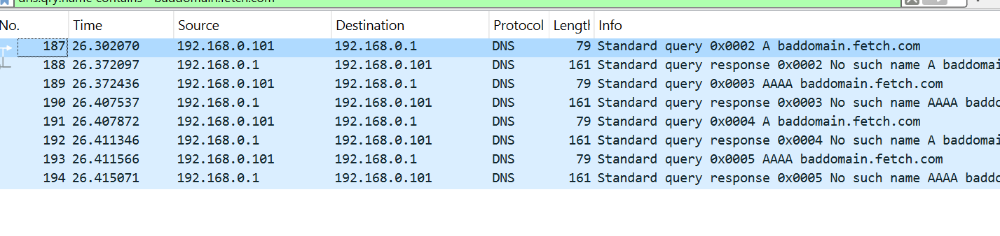 dns.qry.name contains "baddomain.fetch.com"
No. Time Source Destination Protocol Length Info
187 26.302070 192.168.0.101 192.168.0.1 DNS 79 Standard query 0x0002 A baddomain.fetch.com
188 26.372097 192.168.0.1 192.168.0.101 DNS 161 Standard query response 0x0002 No such name A baddomai
189 26.372436 192.168.0.101 192.168.0.1 DNS 79 Standard query 0x0003 AAAA baddomain.fetch.com
190 26.407537 192.168.0.1 192.168.0.101 DNS 161 Standard query response 0x0003 No such name AAAA baddo
191 26.407872 192.168.0.101 192.168.0.1 DNS 79 Standard query 0x0004 A baddomain.fetch.com
192 26.411346 192.168.0.1 192.168.0.101 DNS 161 Standard query response 0x0004 No such name A baddomai
193 26.411566 192.168.0.101 192.168.0.1 DNS 79 Standard query 0x0005 AAAA baddomain.fetch.com
194 26.415071 192.168.0.1 192.168.0.101 DNS 161 Standard query response 0x0005 No such name AAAA baddo